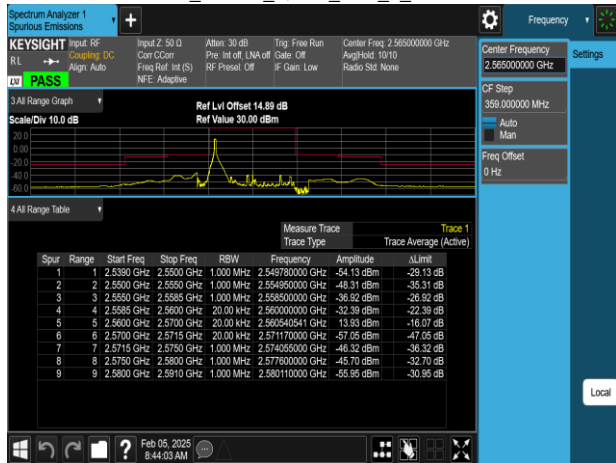 Spectrum Analyzer 1
Spurious Emissions
Frequency
KEYSIGHT
Input: RF
Coupling: DC
Align: Auto
Input Z: 50 Ω
Corr CCorr
Freq Ref: Int (S)
NFE: Adaptive
Atten: 30 dB
Pre: Int off, LNA off
RF Preset: Off
Trig: Free Run
Gate: Off
IF Gain: Low
Center Freq: 2.565000000 GHz
Avg|Hold: 10/10
Radio Std: None
RL
LXI
PASS
Center Frequency
2.565000000 GHz
Settings
CF Step
359.000000 MHz
Auto
Man
Freq Offset
0 Hz
3 All Range Graph
Scale/Div 10.0 dB
Ref Lvl Offset 14.89 dB
Ref Value 30.00 dBm
20.0
0.00
-20.0
-40.0
-60.0
4 All Range Table
Measure Trace Trace 1
Trace Type Trace Average (Active)
Spur Range Start Freq Stop Freq RBW Frequency Amplitude ΔLimit
1 1 2.5390 GHz 2.5500 GHz 1.000 MHz 2.549780000 GHz -54.13 dBm -29.13 dB
2 2 2.5500 GHz 2.5550 GHz 1.000 MHz 2.554950000 GHz -48.31 dBm -35.31 dB
3 3 2.5550 GHz 2.5585 GHz 1.000 MHz 2.558500000 GHz -36.92 dBm -26.92 dB
4 4 2.5585 GHz 2.5600 GHz 20.00 kHz 2.560000000 GHz -32.39 dBm -22.39 dB
5 5 2.5600 GHz 2.5700 GHz 20.00 kHz 2.560540541 GHz 13.93 dBm -16.07 dB
6 6 2.5700 GHz 2.5715 GHz 20.00 kHz 2.571170000 GHz -57.05 dBm -47.05 dB
7 7 2.5715 GHz 2.5750 GHz 1.000 MHz 2.574055000 GHz -46.32 dBm -36.32 dB
8 8 2.5750 GHz 2.5800 GHz 1.000 MHz 2.577600000 GHz -45.70 dBm -32.70 dB
9 9 2.5800 GHz 2.5910 GHz 1.000 MHz 2.580110000 GHz -55.95 dBm -30.95 dB
Local
Feb 05, 2025
8:44:03 AM